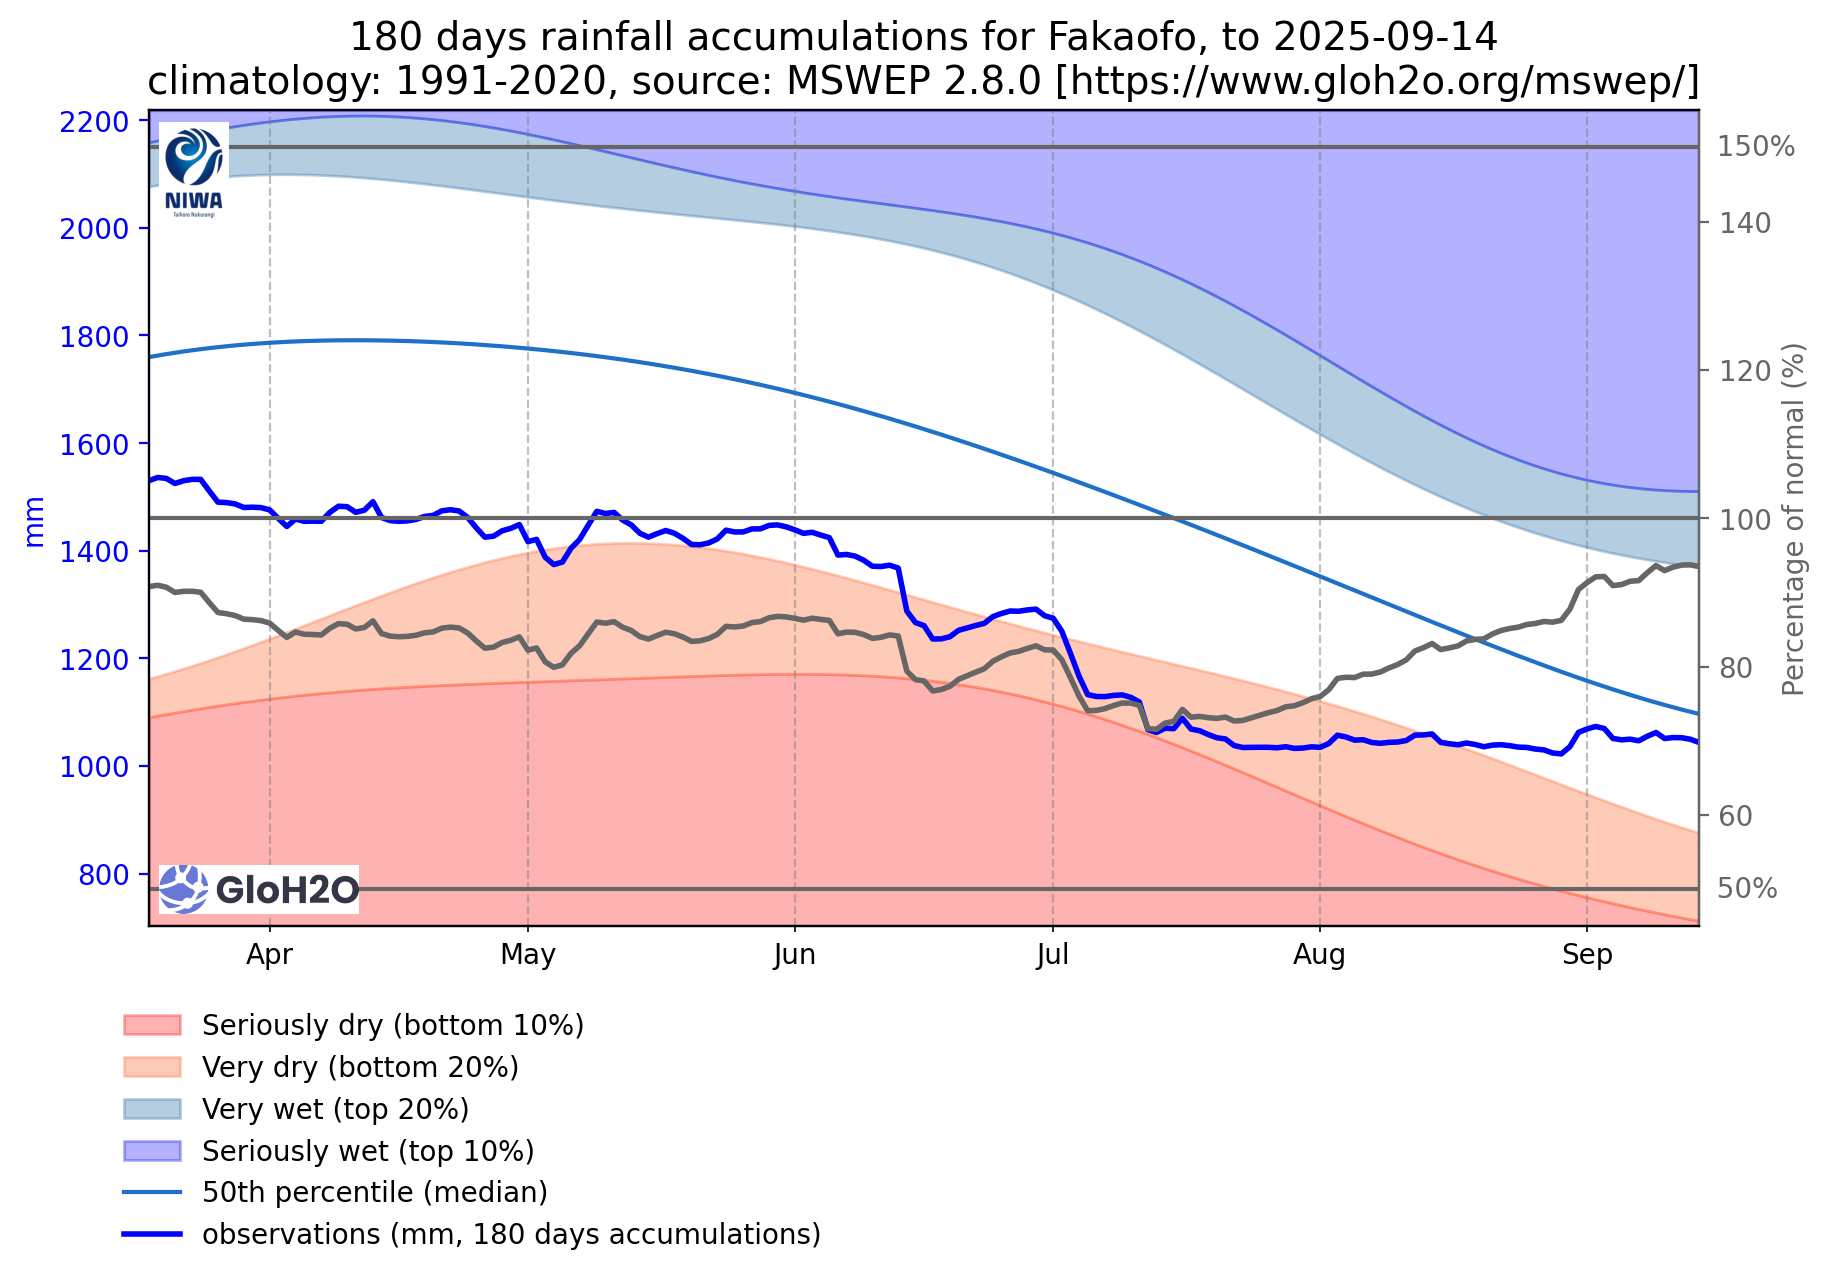 180 days rainfall accumulations for Fakaofo, to 2025-09-14
climatology: 1991-2020, source: MSWEP 2.8.0 [https://www.gloh2o.org/mswep/]
2200
2000
1800
1600
1400
1200
1000
800
mm
NIWA
Taihoro Nukurangi
GloH2O
150%
140
120
100
80
60
50%
Percentage of normal (%)
Apr
May
Jun
Jul
Aug
Sep
Seriously dry (bottom 10%)
Very dry (bottom 20%)
Very wet (top 20%)
Seriously wet (top 10%)
50th percentile (median)
observations (mm, 180 days accumulations)